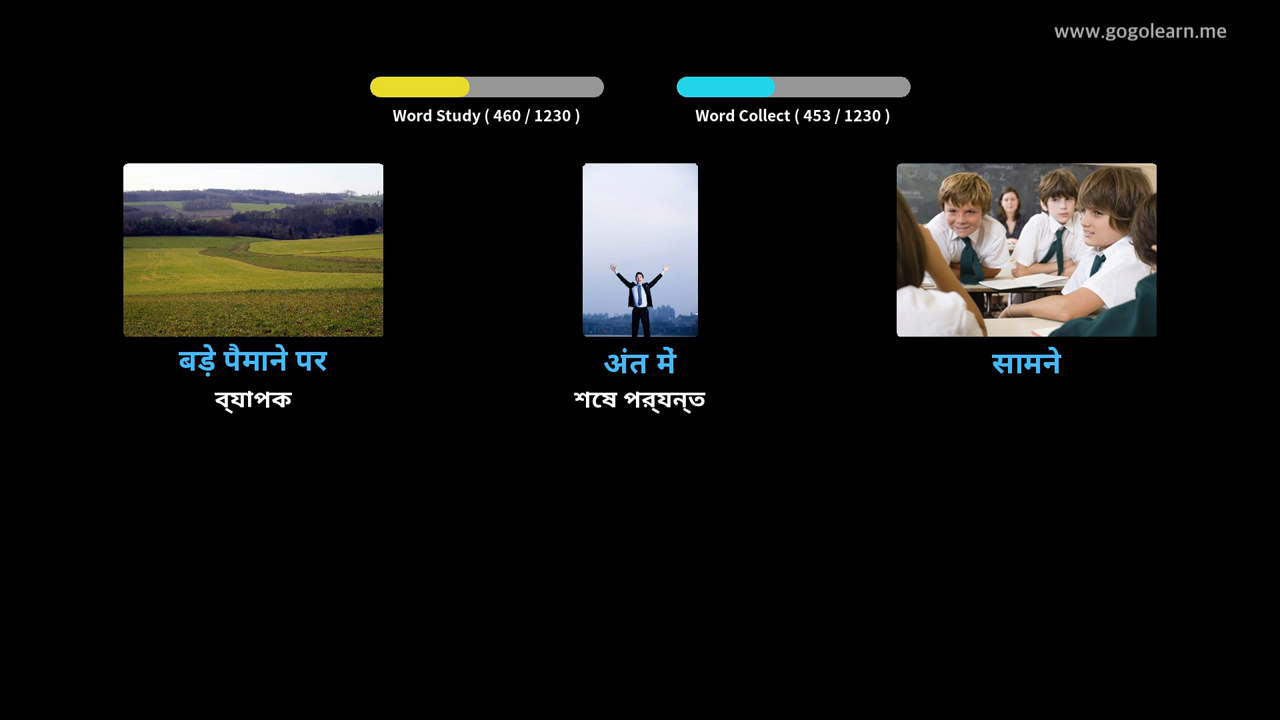 www.gogolearn.me
Word Study ( 460 / 1230 )
Word Collect ( 453 / 1230 )
बड़े पैमाने पर
अंत में
सामने
ব্যাপক
শেষ পর্যন্ত